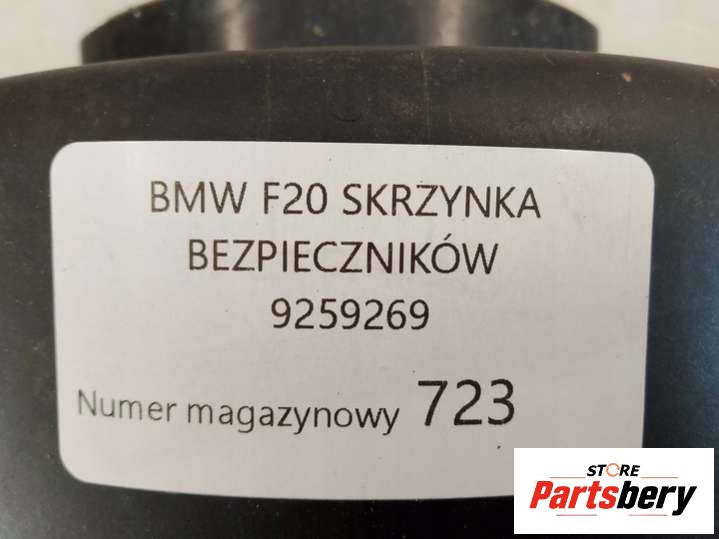 BMW F20 SKRZYNKA
BEZPIECZNIKÓW
9259269
Numer magazynowy 723
STORE
Partsbery